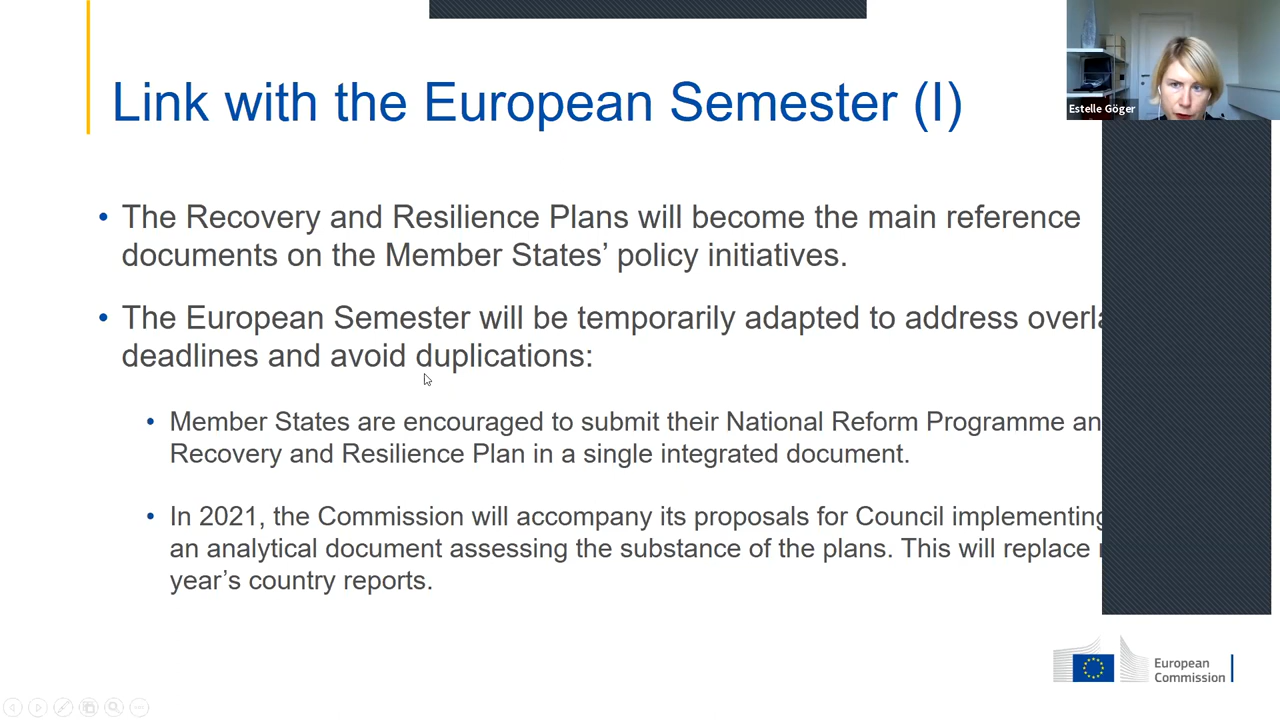 Link with the European Semester (I)
Estelle Göger
• The Recovery and Resilience Plans will become the main reference
documents on the Member States’ policy initiatives.
• The European Semester will be temporarily adapted to address
deadlines and avoid duplications:
• Member States are encouraged to submit their National Reform Programme
Recovery and Resilience Plan in a single integrated document.
• In 2021, the Commission will accompany its proposals for Council implementing
an analytical document assessing the substance of the plans. This will replace
year’s country reports.
European
Commission